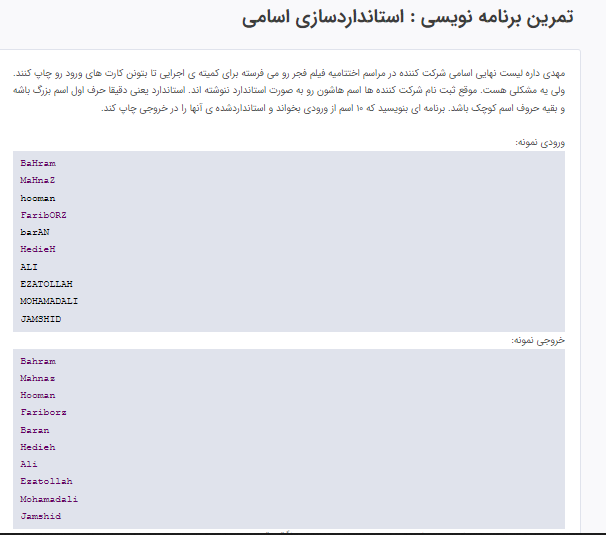 تمرین برنامه نویسی : استانداردسازی اسامی
مهدی داره لیست نهایی اسامی شرکت کننده در مراسم اختتامیه فیلم فجر رو می فرسته برای کمیته ی اجرایی تا بتونن کارت های ورود رو چاپ کنند.
ولی یه مشکلی هست. موقع ثبت نام شرکت کننده ها اسم هاشون رو به صورت استاندارد ننوشته اند. استاندارد یعنی دقیقا حرف اول اسم بزرگ باشه
و بقیه حروف اسم کوچک باشد. برنامه ای بنویسید که ۱۰ اسم از ورودی بخواند و استانداردشده ی آنها را در خروجی چاپ کند.
ورودی نمونه:
BaHram
MaHnaZ
hooman
FaribORZ
barAN
HedieH
ALI
EZATOLLAH
MOHAMADALI
JAMSHID
خروجی نمونه:
Bahram
Mahnaz
Hooman
Fariborz
Baran
Hedieh
Ali
Ezatollah
Mohamadali
Jamshid